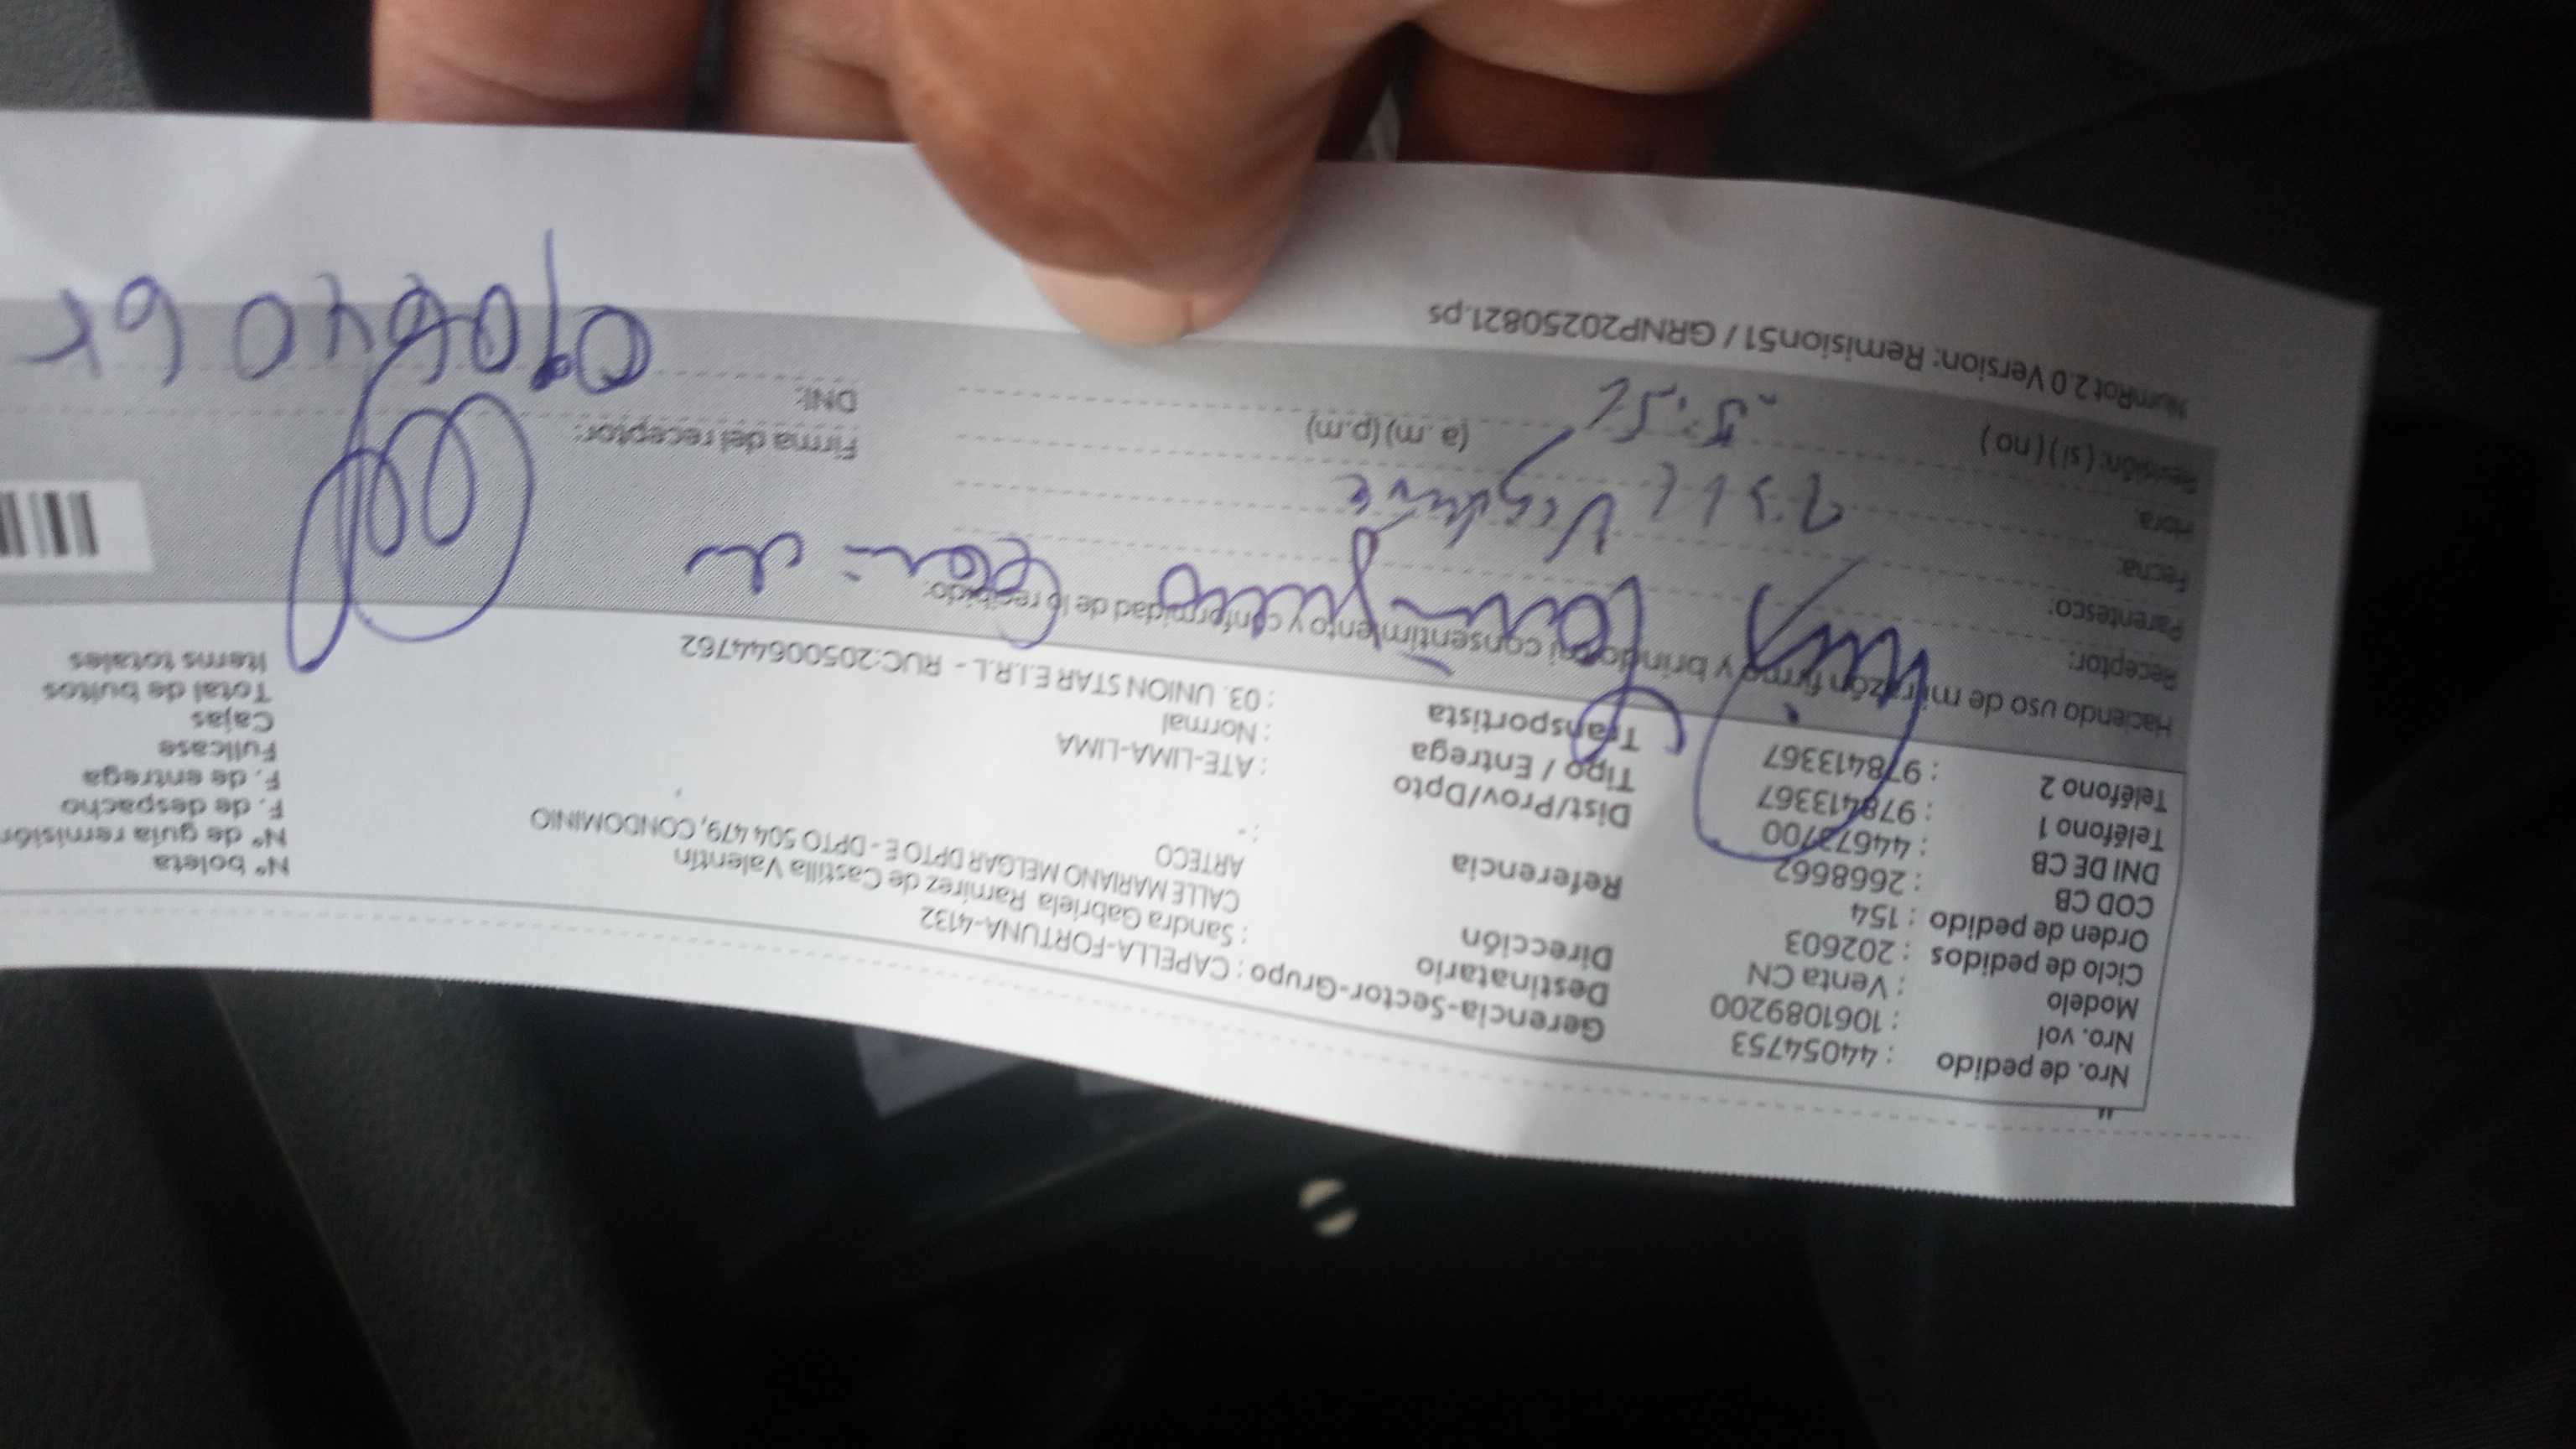 Nro. de pedido : 44054753
Nro. vol : 1061089200
Modelo : Venta CN
Ciclo de pedidos : 202603
Orden de pedido : 154
COD CB : 2668662
DNI DE CB : 44673700
Teléfono 1 : 978413367
Teléfono 2 : 978413367
Gerencia-Sector-Grupo : CAPELLA-FORTUNA-4132
Destinatario : Sandra Gabriela Ramirez de Castilla Valentín
Dirección CALLE MARIANO MELGAR DPTO E - DPTO 504 479, CONDOMINIO
ARTECO
Referencia : -
Dist/Prov/Dpto : ATE-LIMA-LIMA
Tipo / Entrega : Normal
Transportista : 03. UNION STAR E.I.R.L - RUC:20500644762
Nº boleta
Nº de guía remisión
F. de despacho
F. de entrega
Fullcase
Cajas
Total de bultos
Items totales
Haciendo uso de mi razón firmo y brindo mi consentimiento y conformidad de lo recibido:
Receptor:
Parentesco:
Fecha:
Hora: (a.m) (p.m)
Revisión: ( si ) ( no )
Firma del receptor:
DNI:
NumRot 2.0 Version: Remision51 / GRNP20250821.ps